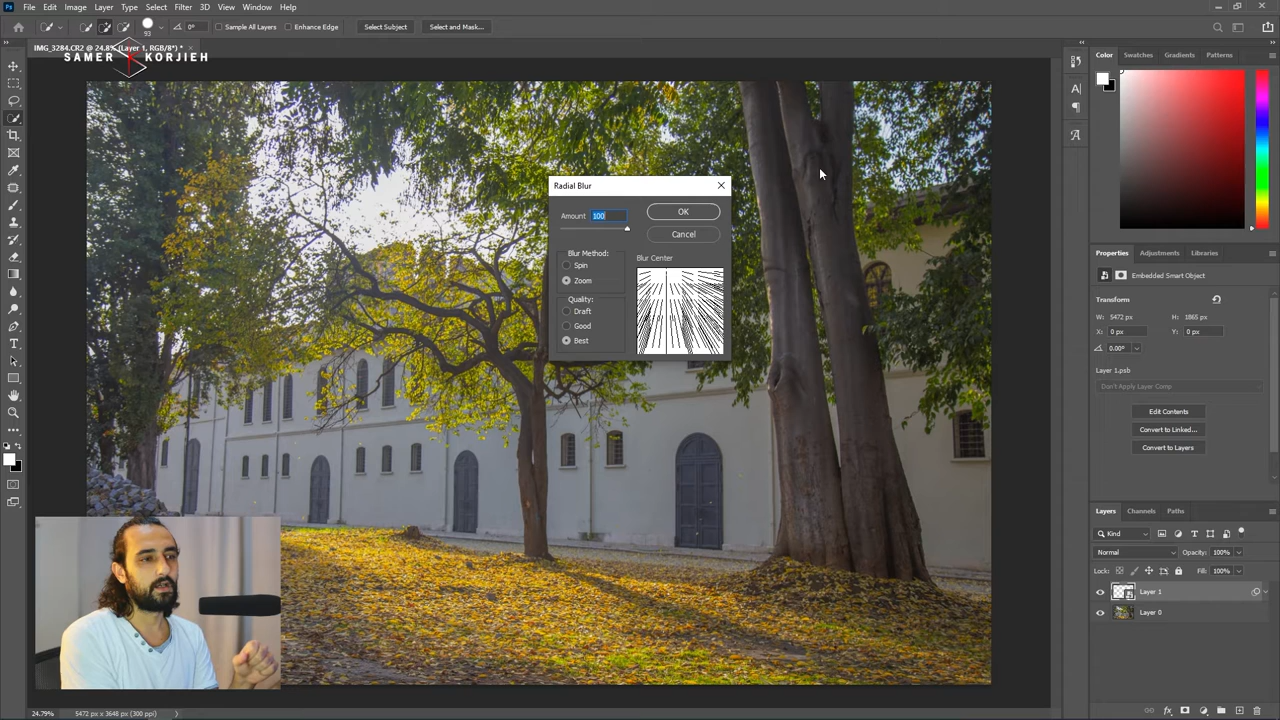 File Edit Image Layer Type Select Filter 3D View Window Help
93
0°
Sample All Layers
Enhance Edge
Select Subject
Select and Mask...
IMG_3284.CR2 @ 24.8% (Layer 1, RGB/8*) *
SAMER KORJIEH
Radial Blur
Amount 100
OK
Cancel
Blur Method:
Spin
Zoom
Quality:
Draft
Good
Best
Blur Center
Color Swatches Gradients Patterns
Properties Adjustments Libraries
Embedded Smart Object
Transform
W: 5472 px H: 1865 px
X: 0 px Y: 0 px
0.00°
Layer 1.psb
Don't Apply Layer Comp
Edit Contents
Convert to Linked...
Convert to Layers
Layers Channels Paths
Kind
Normal Opacity: 100%
Lock: Fill: 100%
Layer 1
Layer 0
24.79% 5472 px x 3648 px (300 ppi)